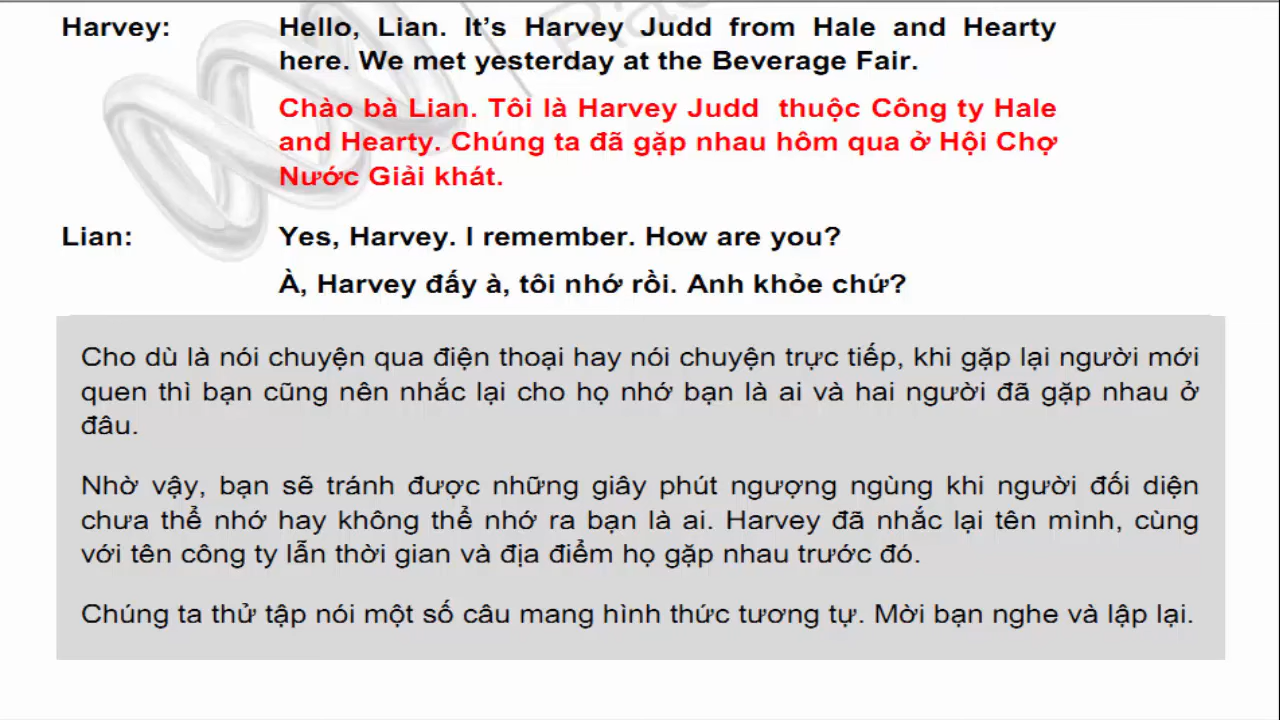 Harvey: Hello, Lian. It's Harvey Judd from Hale and Hearty
here. We met yesterday at the Beverage Fair.
Chào bà Lian. Tôi là Harvey Judd thuộc Công ty Hale
and Hearty. Chúng ta đã gặp nhau hôm qua ở Hội Chợ
Nước Giải khát.
Lian: Yes, Harvey. I remember. How are you?
À, Harvey đấy à, tôi nhớ rồi. Anh khỏe chứ?
Cho dù là nói chuyện qua điện thoại hay nói chuyện trực tiếp, khi gặp lại người mới
quen thì bạn cũng nên nhắc lại cho họ nhớ bạn là ai và hai người đã gặp nhau ở
đâu.
Nhờ vậy, bạn sẽ tránh được những giây phút ngượng ngùng khi người đối diện
chưa thể nhớ hay không thể nhớ ra bạn là ai. Harvey đã nhắc lại tên mình, cùng
với tên công ty lẫn thời gian và địa điểm họ gặp nhau trước đó.
Chúng ta thử tập nói một số câu mang hình thức tương tự. Mời bạn nghe và lập lại.